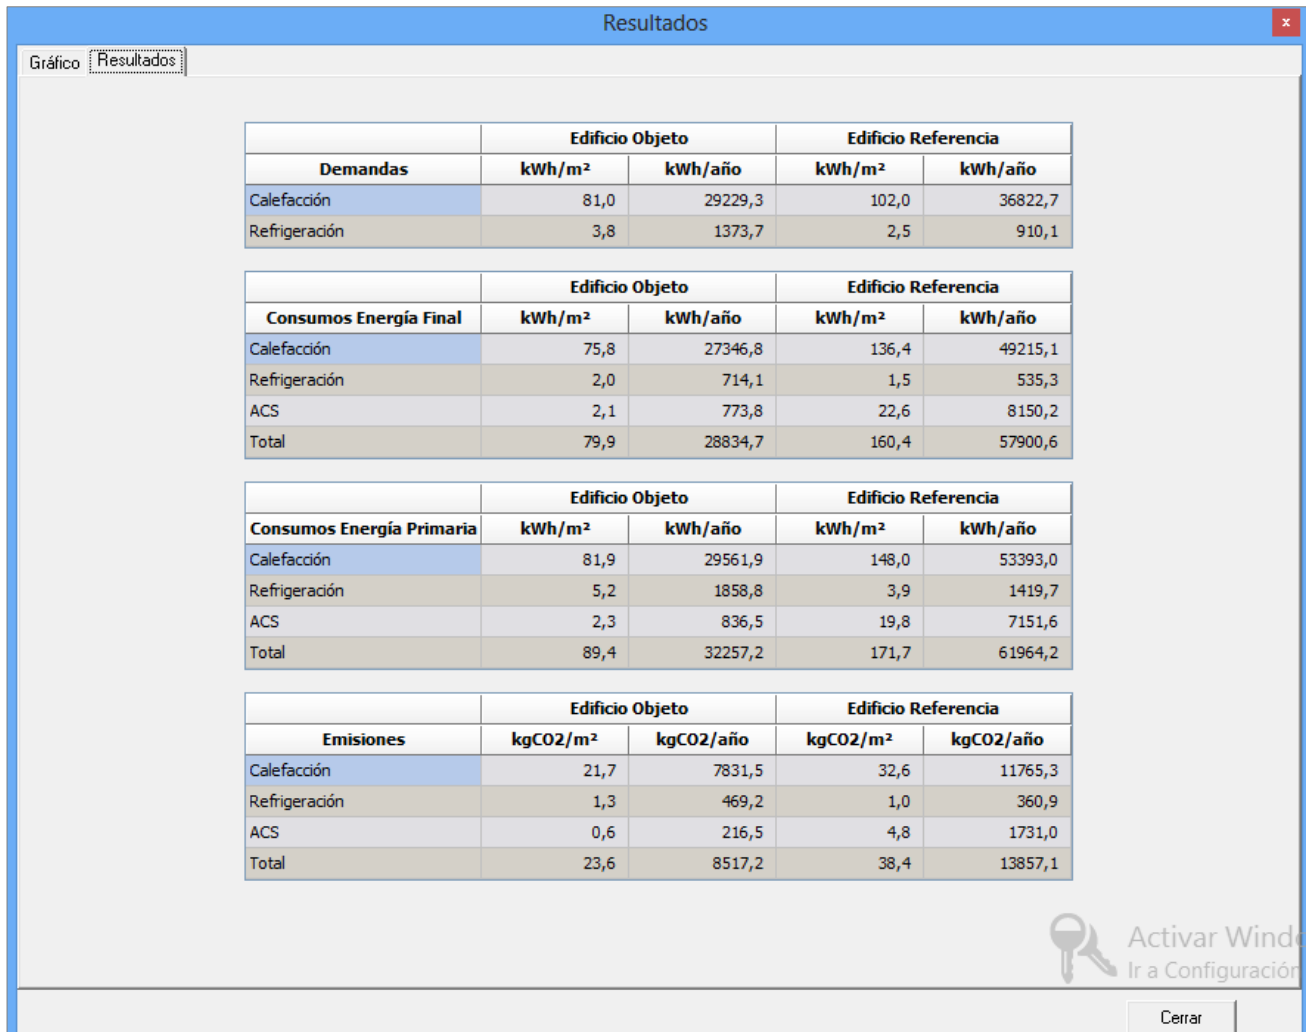 Resultados
x
Gráfico Resultados
Edificio Objeto Edificio Referencia
Demandas kWh/m² kWh/año kWh/m² kWh/año
Calefacción 81,0 29229,3 102,0 36822,7
Refrigeración 3,8 1373,7 2,5 910,1
Edificio Objeto Edificio Referencia
Consumos Energía Final kWh/m² kWh/año kWh/m² kWh/año
Calefacción 75,8 27346,8 136,4 49215,1
Refrigeración 2,0 714,1 1,5 535,3
ACS 2,1 773,8 22,6 8150,2
Total 79,9 28834,7 160,4 57900,6
Edificio Objeto Edificio Referencia
Consumos Energía Primaria kWh/m² kWh/año kWh/m² kWh/año
Calefacción 81,9 29561,9 148,0 53393,0
Refrigeración 5,2 1858,8 3,9 1419,7
ACS 2,3 836,5 19,8 7151,6
Total 89,4 32257,2 171,7 61964,2
Edificio Objeto Edificio Referencia
Emisiones kgCO2/m² kgCO2/año kgCO2/m² kgCO2/año
Calefacción 21,7 7831,5 32,6 11765,3
Refrigeración 1,3 469,2 1,0 360,9
ACS 0,6 216,5 4,8 1731,0
Total 23,6 8517,2 38,4 13857,1
Activar Wind
Ir a Configuración
Cerrar